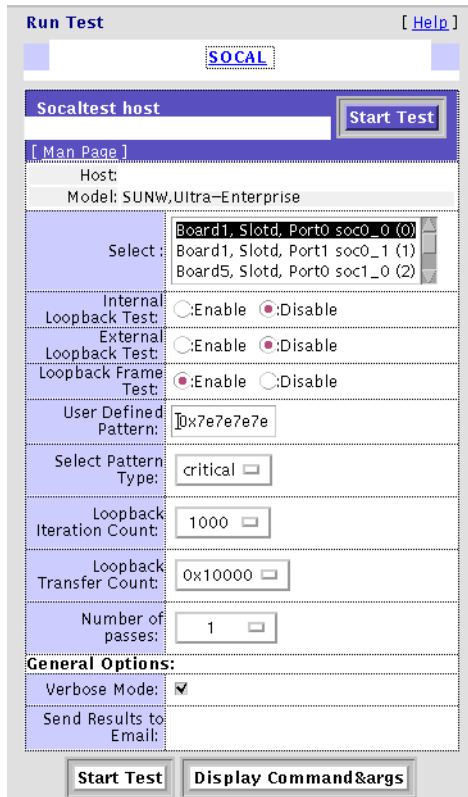 Run Test [ Help ]
SOCAL
Socaltest host
Start Test
[ Man Page ]
Host:
Model: SUNW,Ultra-Enterprise
Select :
Board1, Slotd, Port0 soc0_0 (0)
Board1, Slotd, Port1 soc0_1 (1)
Board5, Slotd, Port0 soc1_0 (2)
Internal
Loopback Test: :Enable :Disable
External
Loopback Test: :Enable :Disable
Loopback Frame
Test: :Enable :Disable
User Defined
Pattern: 0x7e7e7e7e
Select Pattern
Type: critical
Loopback
Iteration Count: 1000
Loopback
Transfer Count: 0x10000
Number of
passes: 1
General Options:
Verbose Mode:
Send Results to
Email:
Start Test Display Command&args